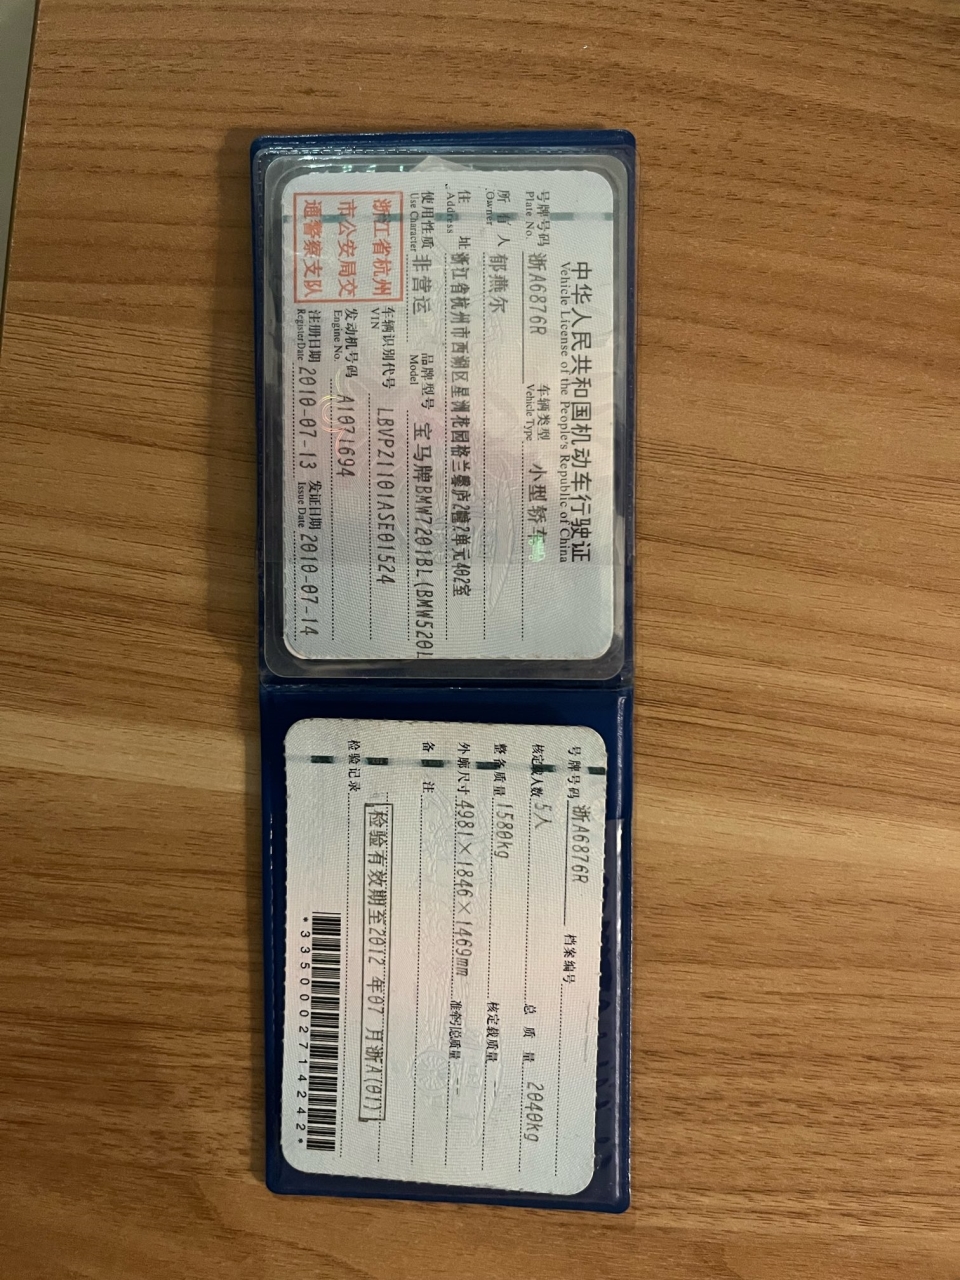 中华人民共和国机动车行驶证
Vehicle License of the People's Republic of China
号牌号码 浙A6876R 车辆类型 小型轿车
Plate No. Vehicle Type
所有人 郁燕尔
Owner
住址 浙江省杭州市西湖区星洲花园格兰 庐2幢2单元402室
Address
使用性质 非营运 品牌型号 宝马牌BMW7201BL(BMW520L
Use Character Model
浙江省杭州
市公安局交
通警察支队
车辆识别代号 LBVPZ1101ASE01524
VIN
发动机号码 A1071694
Engine No.
注册日期 2010-07-13 发证日期 2010-07-14
Register Date Issue Date
号牌号码 浙A6876R 档案编号
核定载人数 5人 总质量 2040kg
整备质量 1580kg 核定载质量 --
外廓尺寸 4981×1846×1469mm 准牵引总质量 --
备注
检验有效期至2012年07月浙A(01)
检验记录
*3350002714242*